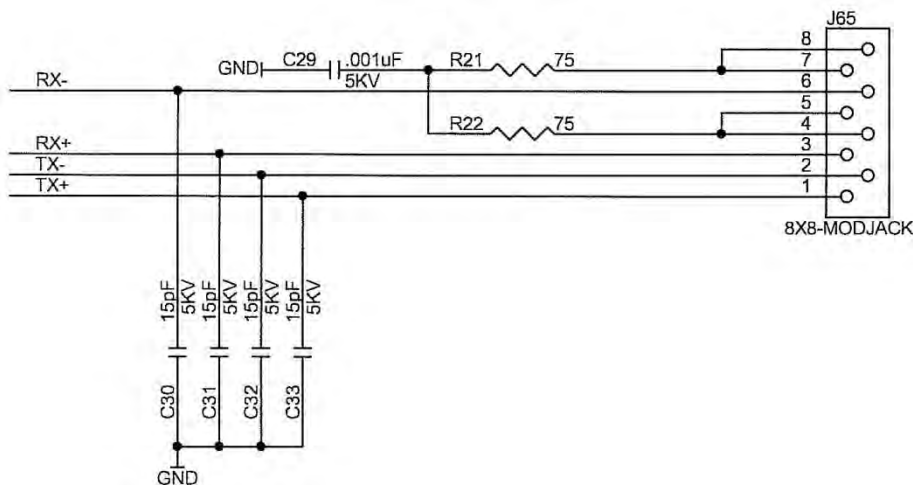 J65
8
GND C29 .001uF R21 75 7
5KV
RX- 6
5
R22 75 4
RX+ 3
TX- 2
TX+ 1
8X8-MODJACK
15pF 5KV
15pF 5KV
15pF 5KV
15pF 5KV
C30
C31
C32
C33
GND